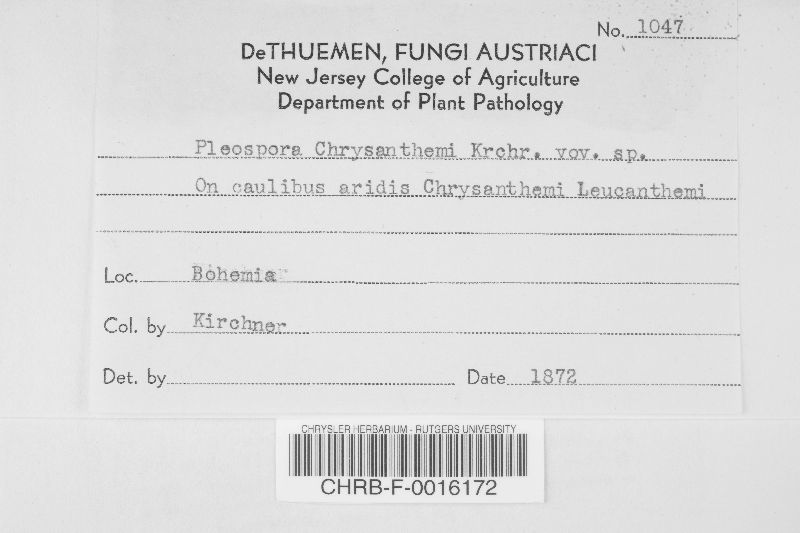 No. 1047
DeTHUEMEN, FUNGI AUSTRIACI
New Jersey College of Agriculture
Department of Plant Pathology
Pleospora Chrysanthemi Krchr. vov. sp.
On caulibus aridis Chrysanthemi Leucanthemi
Loc. Bohemia
Col. by Kirchner
Det. by Date 1872
CHRYSLER HERBARIUM - RUTGERS UNIVERSITY
CHRB-F-0016172